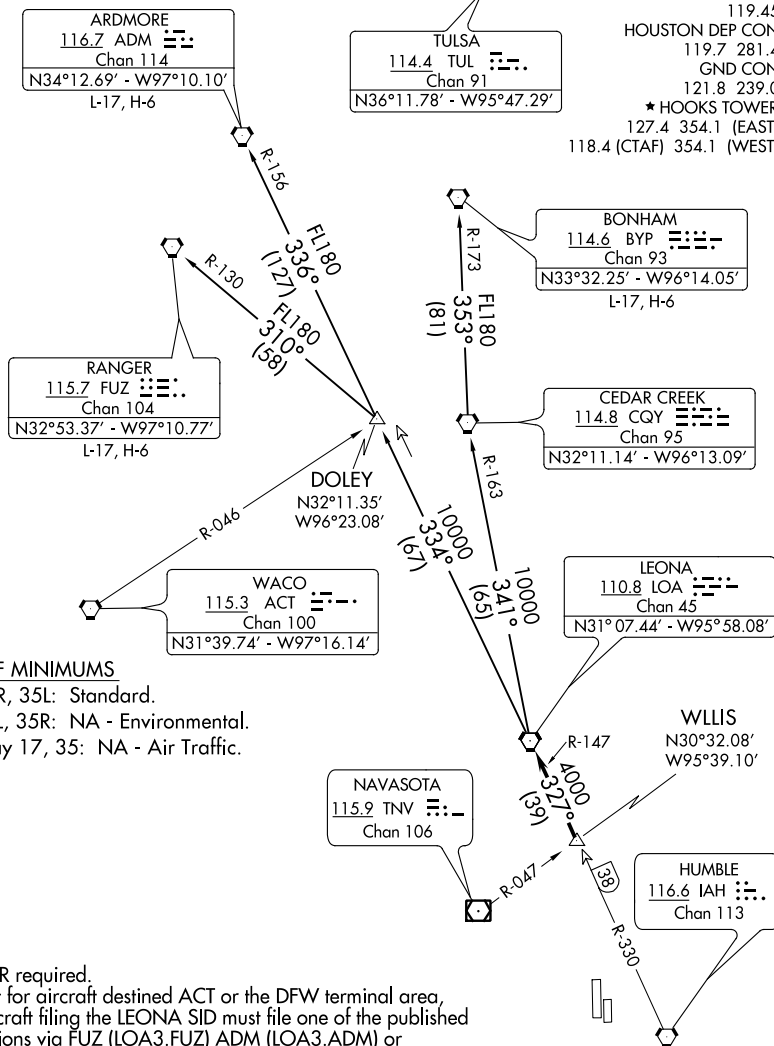 ARDMORE
116.7 ADM
Chan 114
N34°12.69’ - W97°10.10’
L-17, H-6
TULSA
114.4 TUL
Chan 91
N36°11.78’ - W95°47.29’
119.45
HOUSTON DEP CON
119.7 281.4
GND CON
121.8 239.0
★ HOOKS TOWER
127.4 354.1 (EAST
118.4 (CTAF) 354.1 (WEST
R-156
FL180
336°
(127)
R-130
FL180
310°
(58)
R-173
FL180
353°
(81)
BONHAM
114.6 BYP
Chan 93
N33°32.25’ - W96°14.05’
L-17, H-6
RANGER
115.7 FUZ
Chan 104
N32°53.37’ - W97°10.77’
L-17, H-6
CEDAR CREEK
114.8 CQY
Chan 95
N32°11.14’ - W96°13.09’
DOLEY
N32°11.35’
W96°23.08’
R-046
R-163
10000
334°
(67)
10000
341°
(65)
WACO
115.3 ACT
Chan 100
N31°39.74’ - W97°16.14’
LEONA
110.8 LOA
Chan 45
N31°07.44’ - W95°58.08’
F MINIMUMS
R, 35L: Standard.
L, 35R: NA - Environmental.
y 17, 35: NA - Air Traffic.
WLLIS
N30°32.08’
W95°39.10’
R-147
4000
327°
(39)
NAVASOTA
115.9 TNV
Chan 106
R-047
38
R-330
HUMBLE
116.6 IAH
Chan 113
R required.
t for aircraft destined ACT or the DFW terminal area,
craft filing the LEONA SID must file one of the published
ions via FUZ (LOA3.FUZ) ADM (LOA3.ADM) or